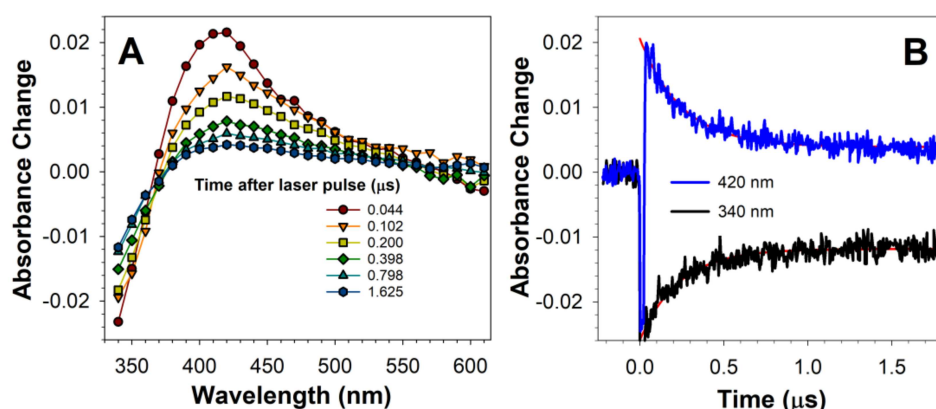 A
Absorbance Change
0.02
0.01
0.00
-0.01
-0.02
Time after laser pulse (μs)
0.044
0.102
0.200
0.398
0.798
1.625
350 400 450 500 550 600
Wavelength (nm)
B
Absorbance Change
0.02
0.01
0.00
-0.01
-0.02
420 nm
340 nm
0.0 0.5 1.0 1.5
Time (μs)